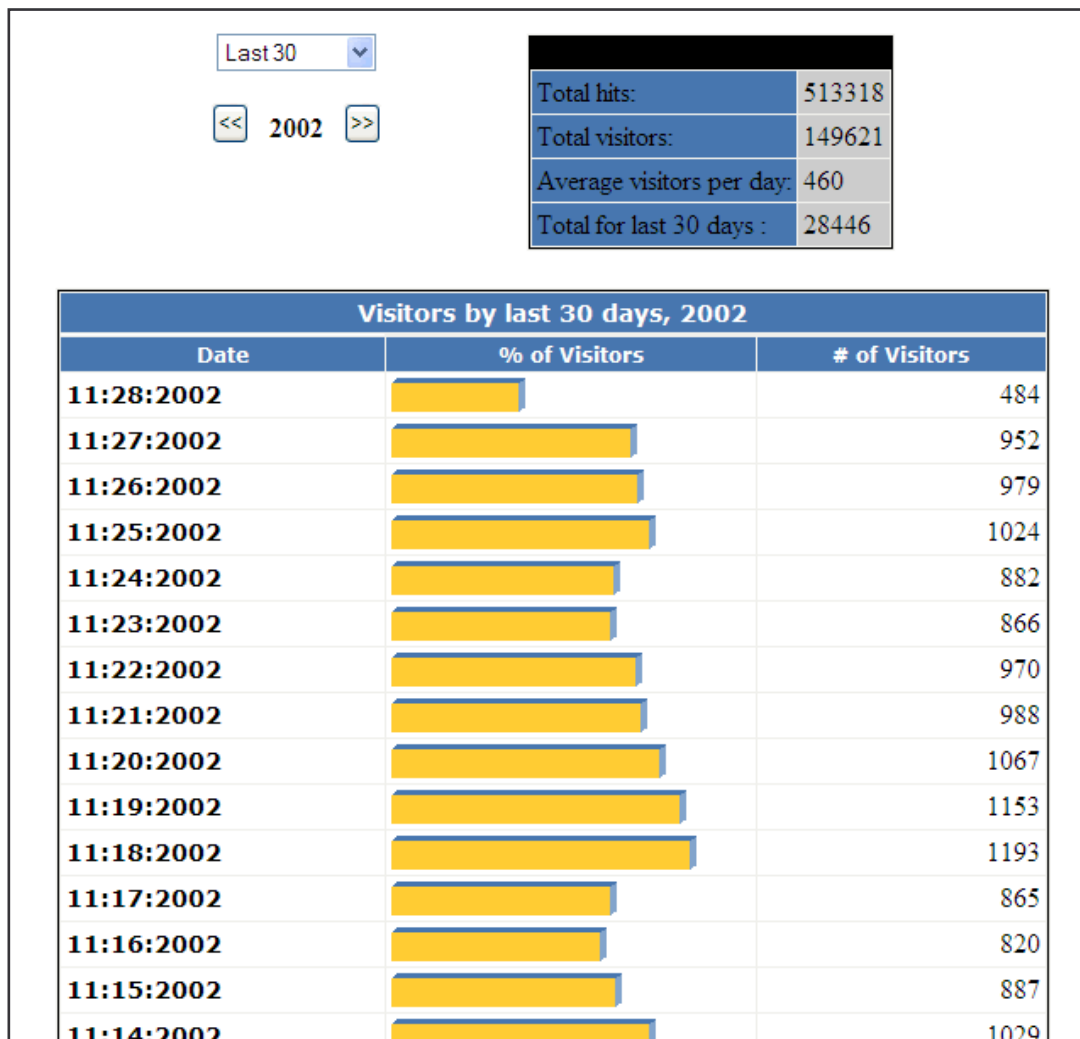 Last 30
<< 2002 >>
Total hits: 513318
Total visitors: 149621
Average visitors per day: 460
Total for last 30 days : 28446
Visitors by last 30 days, 2002
Date % of Visitors # of Visitors
11:28:2002 484
11:27:2002 952
11:26:2002 979
11:25:2002 1024
11:24:2002 882
11:23:2002 866
11:22:2002 970
11:21:2002 988
11:20:2002 1067
11:19:2002 1153
11:18:2002 1193
11:17:2002 865
11:16:2002 820
11:15:2002 887
11:14:2002 1029